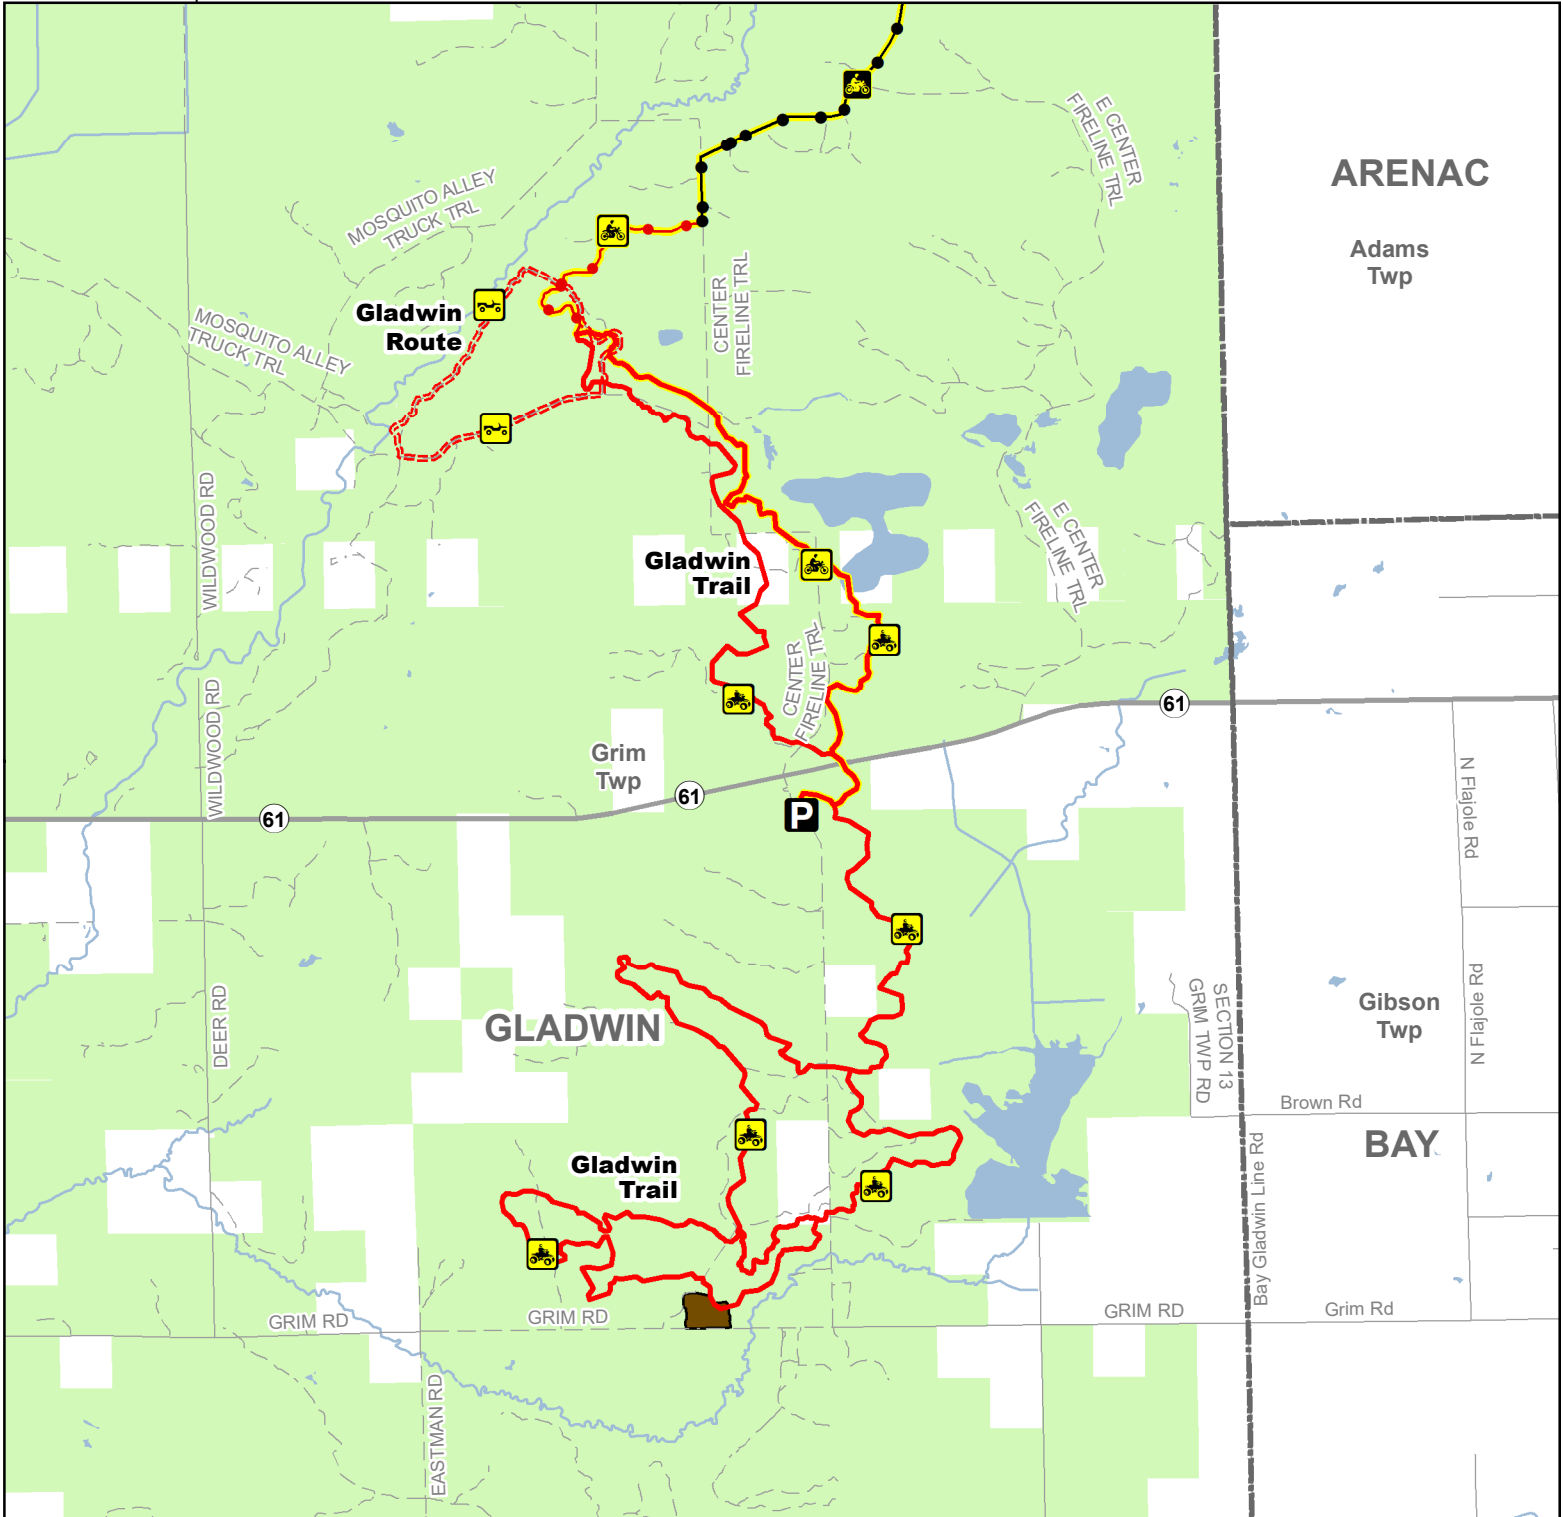 E CENTER
FIRELINE TRL
ARENAC
Adams
Twp
MOSQUITO ALLEY
TRUCK TRL
CENTER
FIRELINE TRL
Gladwin
Route
MOSQUITO ALLEY
TRUCK TRL
WILDWOOD RD
E CENTER
FIRELINE TRL
Gladwin
Trail
CENTER
FIRELINE TRL
WILDWOOD RD
61
Grim
Twp
61
61
P
N Flajole Rd
DEER RD
GLADWIN
SECTION 13
GRIM TWP RD
Gibson
Twp
N Flajole Rd
Brown Rd
BAY
Gladwin
Trail
Bay Gladwin Line Rd
GRIM RD
GRIM RD
GRIM RD
Grim Rd
EASTMAN RD